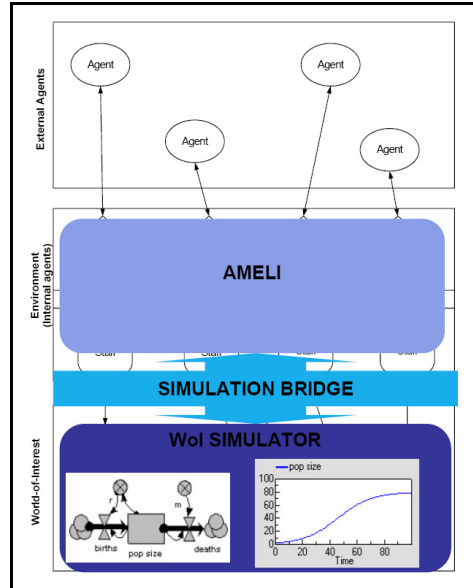 External Agents
Agent
Agent
Agent
Agent
Environment
(Internal agents)
AMELI
SIMULATION BRIDGE
World-of-Interest
WoI SIMULATOR
r
m
births
pop size
deaths
pop size
100
80
60
40
20
0
0 20 40 60 80
Time